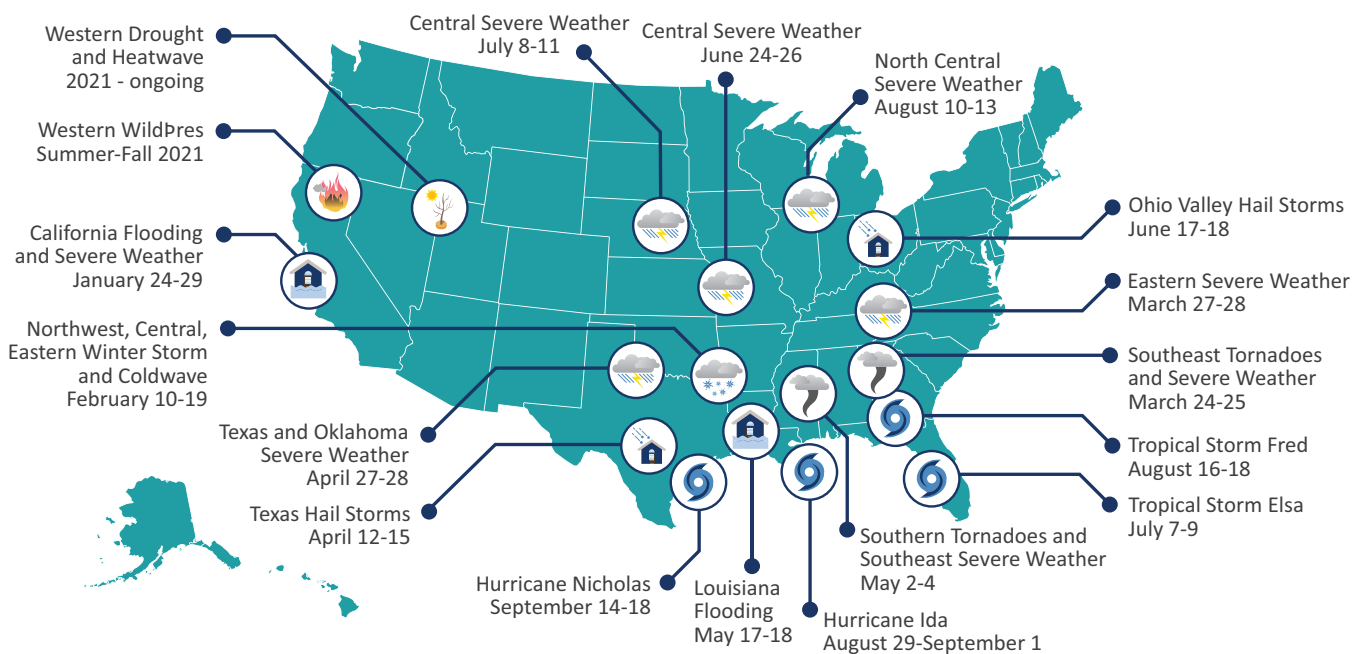 Western Drought
and Heatwave
2021 - ongoing
Western WildÞres
Summer-Fall 2021
California Flooding
and Severe Weather
January 24-29
Northwest, Central,
Eastern Winter Storm
and Coldwave
February 10-19
Texas and Oklahoma
Severe Weather
April 27-28
Texas Hail Storms
April 12-15
Hurricane Nicholas
September 14-18
Louisiana
Flooding
May 17-18
Hurricane Ida
August 29-September 1
Southern Tornadoes and
Southeast Severe Weather
May 2-4
Central Severe Weather
July 8-11
Central Severe Weather
June 24-26
North Central
Severe Weather
August 10-13
Ohio Valley Hail Storms
June 17-18
Eastern Severe Weather
March 27-28
Southeast Tornadoes
and Severe Weather
March 24-25
Tropical Storm Fred
August 16-18
Tropical Storm Elsa
July 7-9